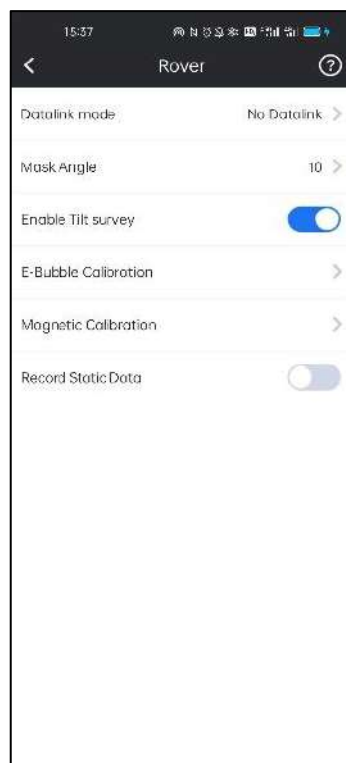 15:37
Rover
Datalink mode No Datalink
Mask Angle 10
Enable Tilt survey
E-Bubble Calibration
Magnetic Calibration
Record Static Data